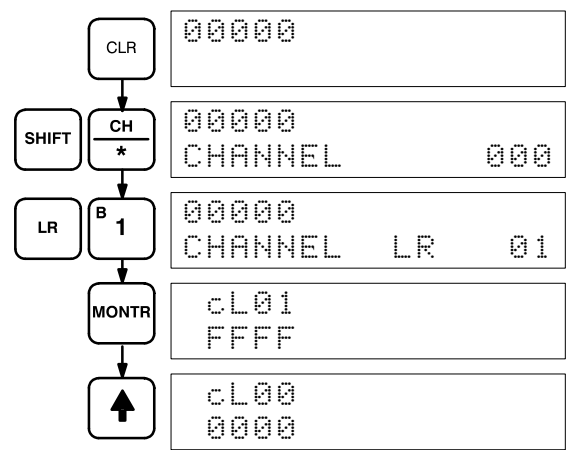 CLR
00000
SHIFT
CH
*
00000
CHANNEL 000
LR
B 1
00000
CHANNEL LR 01
MONTR
cL01
FFFF
cL00
0000